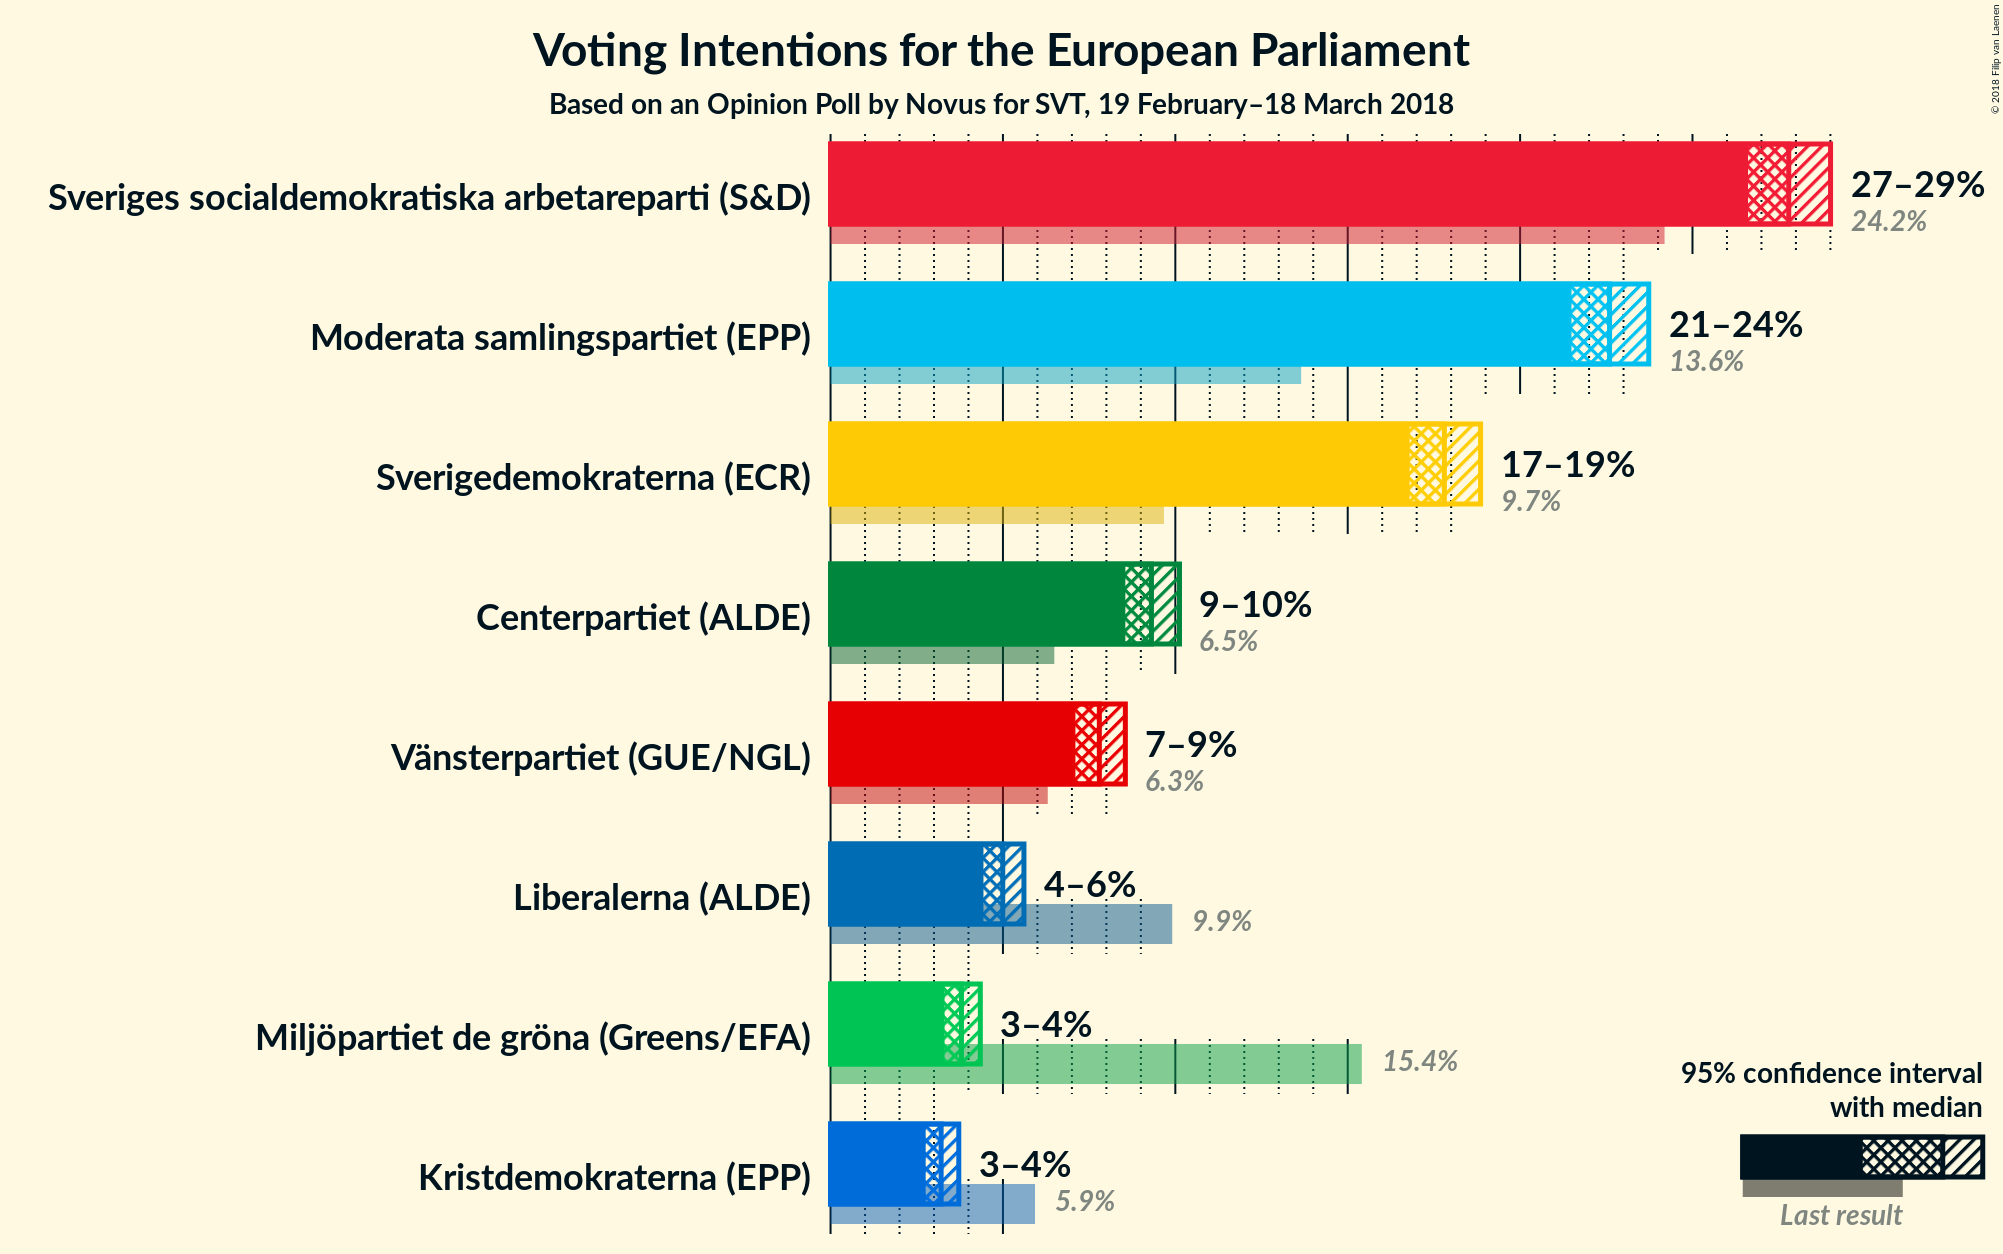 Voting Intentions for the European Parliament
Based on an Opinion Poll by Novus for SVT, 19 February–18 March 2018
© 2018 Filip van Laenen
Sveriges socialdemokratiska arbetareparti (S&D)
27–29%
24.2%
Moderata samlingspartiet (EPP)
21–24%
13.6%
Sverigedemokraterna (ECR)
17–19%
9.7%
Centerpartiet (ALDE)
9–10%
6.5%
Vänsterpartiet (GUE/NGL)
7–9%
6.3%
Liberalerna (ALDE)
4–6%
9.9%
Miljöpartiet de gröna (Greens/EFA)
3–4%
15.4%
Kristdemokraterna (EPP)
3–4%
5.9%
95% confidence interval
with median
Last result